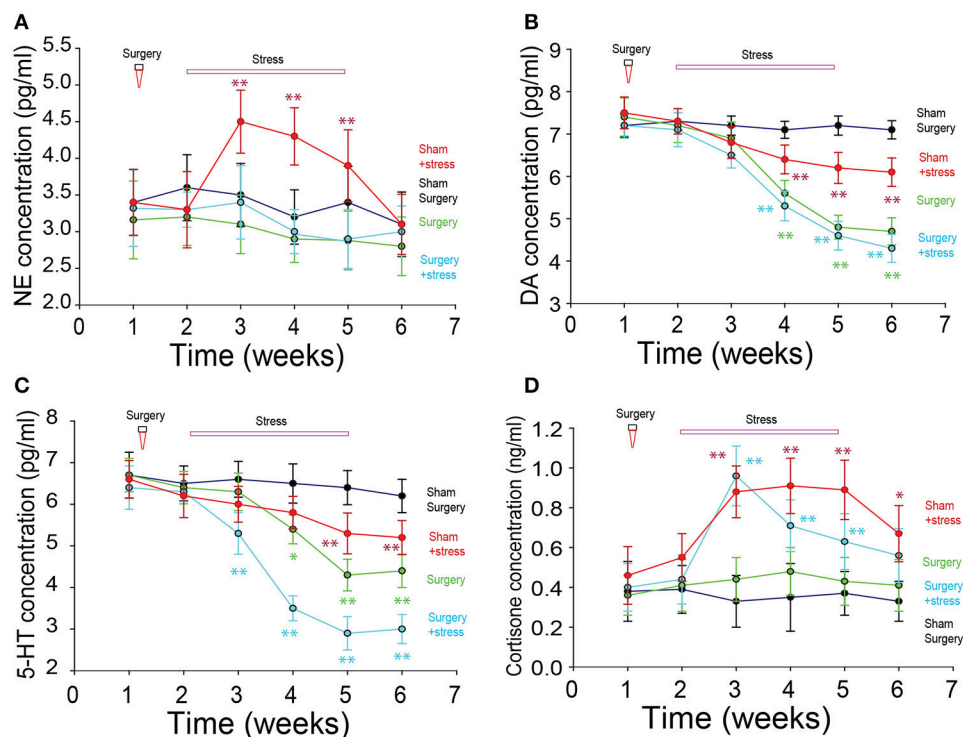 A
Surgery
Stress
NE concentration (pg/ml)
5.5
5.0
4.5
4.0
3.5
3.0
2.5
2.0
**
**
**
Sham
+stress
Sham
Surgery
Surgery
Surgery
+stress
0 1 2 3 4 5 6 7
Time (weeks)
B
Surgery
Stress
DA concentration (pg/ml)
9
8
7
6
5
4
3
Sham
Surgery
Sham
+stress
Surgery
Surgery
+stress
**
**
**
**
**
**
**
**
**
0 1 2 3 4 5 6 7
Time (weeks)
C
Surgery
Stress
5-HT concentration (pg/ml)
8
7
6
5
4
3
2
Sham
Surgery
Sham
+stress
Surgery
Surgery
+stress
**
**
*
**
**
**
**
**
**
0 1 2 3 4 5 6 7
Time (weeks)
D
Surgery
Stress
Cortisone concentration (ng/ml)
1.2
1.0
0.8
0.6
0.4
0.2
0.0
**
**
**
**
*
**
**
Sham
+stress
Surgery
Surgery
+stress
Sham
Surgery
0 1 2 3 4 5 6 7
Time (weeks)